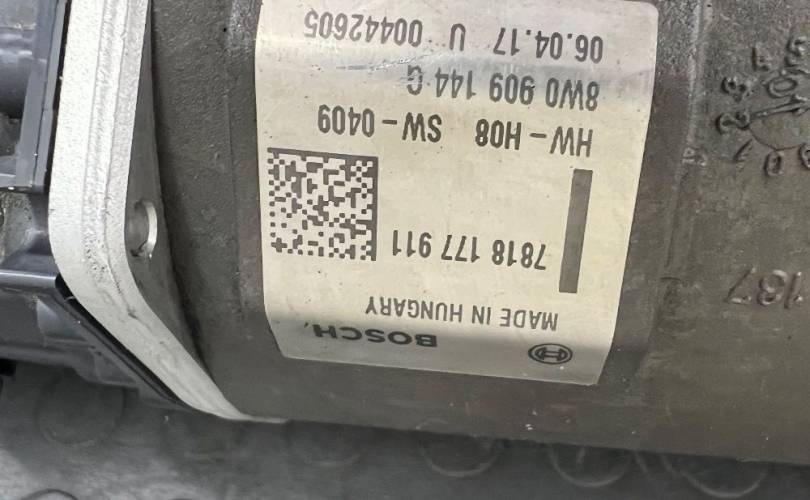 BOSCH
MADE IN HUNGARY
7818 177 911
HW-H08 SW-0409
8W0 909 144 G
06.04.17 U 00442605